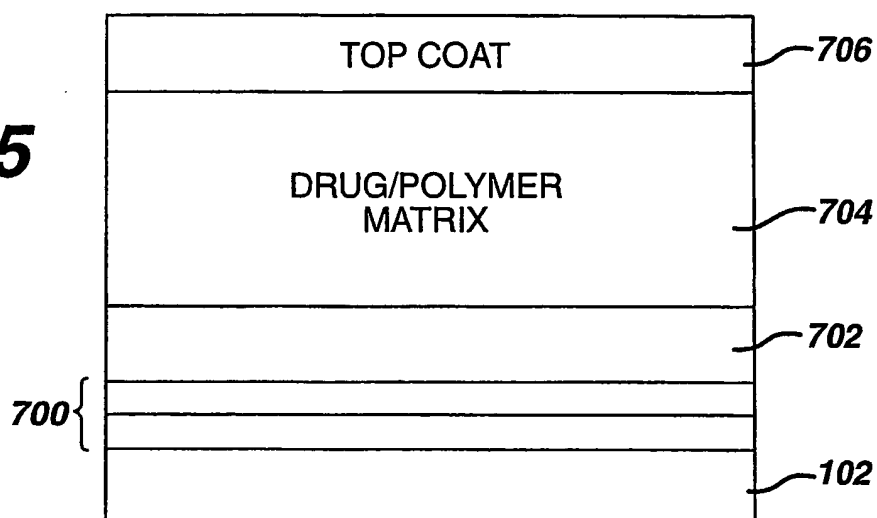 TOP COAT
706
5
DRUG/POLYMER
MATRIX
704
702
700
102